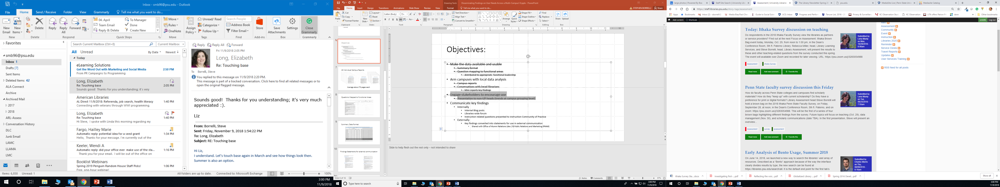 Inbox - smb96@psu.edu - Outlook
File Home Send / Receive Folder View Grammarly Tell me what you want to do...
New Email
New Items
Delete
Reply
Reply All
Forward
04. April
Team Email
Reply & Delete
To Manager
Done
Create New
Move
Rules
OneNote
Assign Policy
Unread/ Read
Categorize
Follow Up
Search People
Address Book
Filter Email
Store
Save Attachments
Settings
Close Grammarly
New Delete Respond Quick Steps Move Tags Find Add-ins Box Grammarly
Favorites
smb96@psu.edu
Inbox 1
Drafts [7]
Sent Items
Deleted Items 42
ALA Connect
Archive
Archived Mail
2017
2018
ARL-Assess
Conversation History
DLC
Junk Email
LAMC
LLAMA
LMC
Search Current Mailbox (Ctrl+E) Current Mailbox
All Unread By Date Newest
Today
eLearning Solutions
Get the Word Out with Marketing and Social Media 2:50 PM
From PR Campaigns to Programming
Long, Elizabeth
Re: Touching base 2:05 PM
Sounds good! Thanks for you understanding; it's very
American Libraries
AL Direct 11/9/2018: Referenda, job search, health literacy 1:40 PM
Connecting with veterans through WWI programming.
Long, Elizabeth
Re: Touching base 1:40 PM
Hi Steve, I spoke with Linda this morning regarding my
Fargo, Hailley Marie
Automatic reply: potential idea for a seed grant 1:34 PM
Hello, Thanks for your message. I'm currently out of the
Keeler, Wendi A
Automatic reply: did your office ever make use of the sta... 1:16 PM
Thank you for your email. I will be out of the office on
Booklist Webinars
Spring 2019 Penguin Random House Staff Picks! 1:06 PM
Free, one-hour webinar!
Reply Reply All Forward
Fri 11/9/2018 2:05 PM
Long, Elizabeth
Re: Touching base
To Borrelli, Steve
You replied to this message on 11/9/2018 2:20 PM.
This message is part of a tracked conversation. Click here to find all related messages or to
open the original flagged message.
Sounds good! Thanks for you understanding; it's very much
appreciated :).
Liz
From: Borrelli, Steve
Sent: Friday, November 9, 2018 1:54:22 PM
To: Long, Elizabeth
Subject: RE: Touching base
Hi Liz,
I understand. Let's touch base again in March and see how things look then.
Summer is also an option.
Items: 6,858 Unread: 1 All folders are up to date. Connected to: Microsoft Exchange 100%
3:00 PM
11/9/2018
Disseminating Findings on User Needs Across a Multi-Campus1.0.pptx - PowerPoint
Drawing Tools
File Home Insert Design Transitions Animations Slide Show Review View Format Tell me what you want to do...
STEPHEN BORRELLI Share
Paste
Cut
Copy
Format Painter
New Slide
Layout
Reset
Section
Calibri (Body)
Text Direction
Align Text
Convert to SmartArt
Arrange
Quick Styles
Shape Fill
Shape Outline
Shape Effects
Find
Replace
Select
Share
Upload
Clipboard Slides Font Paragraph Drawing Editing Box
Objectives:
7
20 Individual Campus Reports
Average about 75 pages each
8
Questions Mapped to Functional Areas
9
Summary Data Format
10
Findings Statements for external communication
Objectives:
Make the data available and usable
Summary format
Question mapping to functional areas
distributed to appropriate functional leadership
Arm campuses with local data analysis
Campus reports
Conversations with head librarians
Mini-reports key findings
Engage stakeholders to encourage use
Presentation to non-UP heads (trends at campus grouping level)
Communicate key findings
Internally
Internal Blog posts
Libraries-wide forum
Instruction related questions presented to Instruction Community of Practice
Externally
Key findings converted into statements for use in external communication
Shared with Office of Alumni Relations (dev.) & Public Relations and Marketing (PRAM)
Slide to help flesh out the rest only – not intended to share
Slide 6 of 16 Notes Comments 87%
Type here to search
3:00 PM
11/9/2018
large photos | Powered By Box
Staff Site Search | University Lib
Assessment | University Libraries
The Library Newsletter Spring 20
psu.edu
MediaSite Live | Penn State Univ
Mediasite Catalog
https://staff.libraries.psu.edu/story-tags/assessment
Apps Bookmarks
Guide to Social Scien
UCS: Inbox
Progress and Perfor
Tenure List, 2016 - 2
Privacy & Surveillan
KC Observation Stud
KC Observation
LITA offers Patron Pr
dave
Other bookmarks
Add content Shortcuts smb96 Log out
Today: Ithaka Survey discussion on teaching
Do respondents in the 2018 Ithaka Faculty Survey view the libraries as partners
or service providers? Find out at the next Focus on Assessment: Ithaka Brown
Bag event today, Monday, Oct. 29, from noon to 1:00 pm, in the Dean's
Conference Room, 5th fl. Paterno Library. Rebecca Miller, head, Library Learning
Services, and Steve Borrelli, head, Library Assessment, will present the results to
these and other teaching-related questions from the survey conducted this spring.
The event will available over Zoom and recorded for later viewing. URL: https://psu.zoom.us/j/3283054988
Submitted by
Lana Munip
on Mon,
10/29/2018 -
8:06am
Assessment Ithaka Survey
Read more Add new comment Favorite this
Penn State faculty survey discussion this Friday
How do faculty across Penn State colleges and campuses find scholarly
materials? How do they "keep up" with current scholarship? Do they have a
preference for print or digital formats? Library Assessment head Steve Borrelli will
hold a brown bag on the 2018 Ithaka Penn State Faculty Survey, on Friday,
September 28, at noon, in the Dean's Conference Room, 5th fl. Paterno, and on
zoom: https://psu.zoom.us/j/3283054988. This will be the first of a series of four
brown bags highlighting different findings from the survey. Future topics will focus on teaching (Oct. 29), data
management (Nov. 30), and scholarly communications (date TBA). In the first presentation, Steve will present an
overview...
Submitted by
Lana Munip
on Tue,
09/25/2018 -
7:55am
Assessment survey assessment
Read more Add new comment Favorite this
Early Analysis of Bento Usage, Summer 2018
On June 14, 2018, we launched a new way to search the libraries' vast array of
resources. Described as a "Bento" approach because of the way the interface
clearly divides results by type, the new search can be found at
https://libraries.psu.edu/search/all. It is the default end point for the first tab's
Submitted by
Charles Morris
on Thu,
08/09/2018 -
8:16am
Alert
Assessment
Community
Event
Instruction
Libraries 2020
Reminder
Service Desks
Travel Reports
Updates
User Services Training
RSS feed for all posts
Ithaka Survey Sta....docx
Investigating first-....pdf
Reflecting the voic....pdf
Globalized Library ....pdf
Spring 2016 Devel....pdf
Show all
3:00 PM
11/9/2018